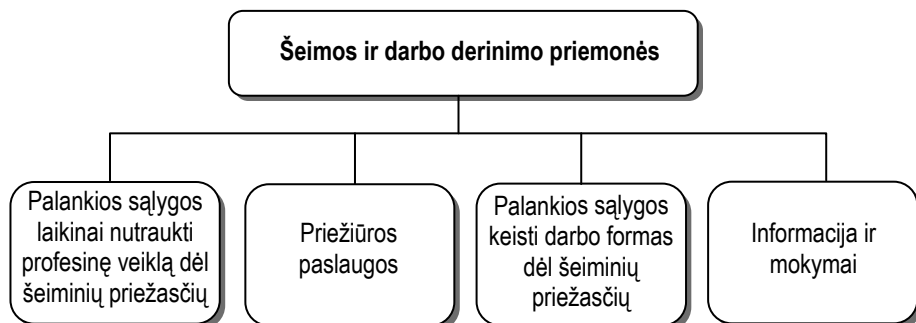 Šeimos ir darbo derinimo priemonės
Palankios sąlygos
laikinai nutraukti
profesinę veiklą dėl
šeiminių priežasčių
Priežiūros
paslaugos
Palankios sąlygos
keisti darbo formas
dėl šeiminių
priežasčių
Informacija ir
mokymai